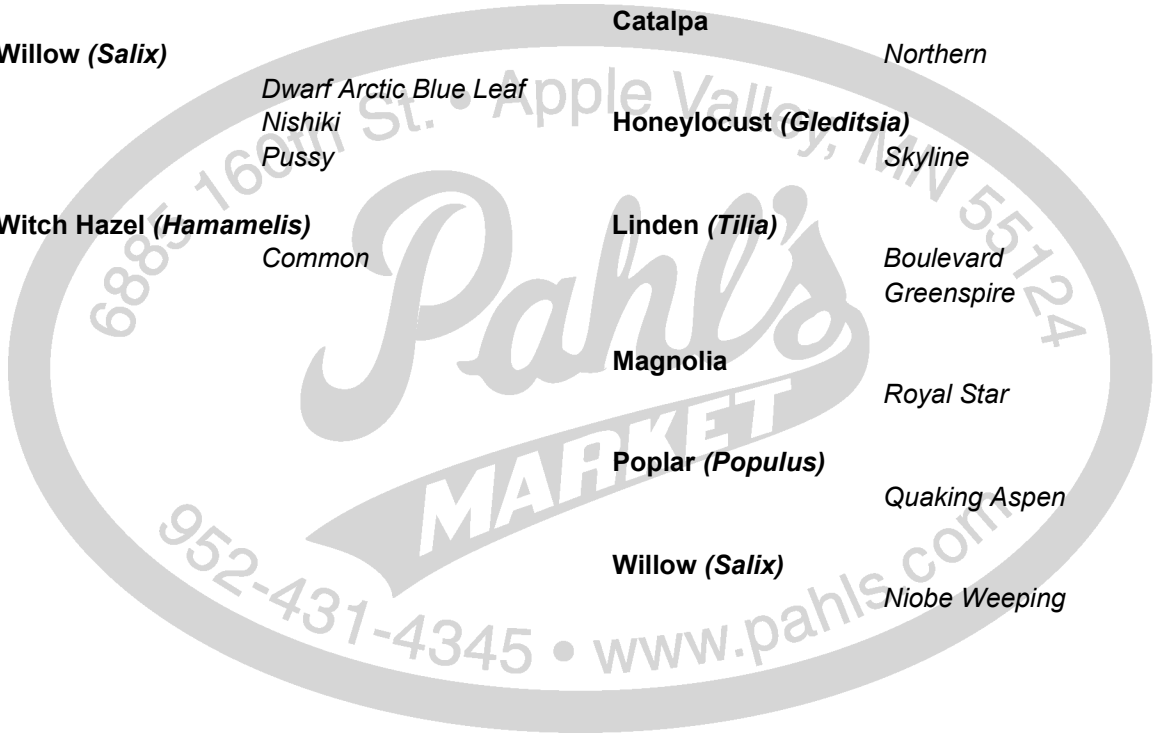 Willow (Salix)
Dwarf Arctic Blue Leaf
Nishiki
Pussy
Witch Hazel (Hamamelis)
Common
Catalpa
Northern
Honeylocust (Gleditsia)
Skyline
Linden (Tilia)
Boulevard
Greenspire
Magnolia
Royal Star
Poplar (Populus)
Quaking Aspen
Willow (Salix)
Niobe Weeping
6885 160th St. • Apple Valley, MN 55124
Pahl's
MARKET
952-431-4345 • www.pahls.com